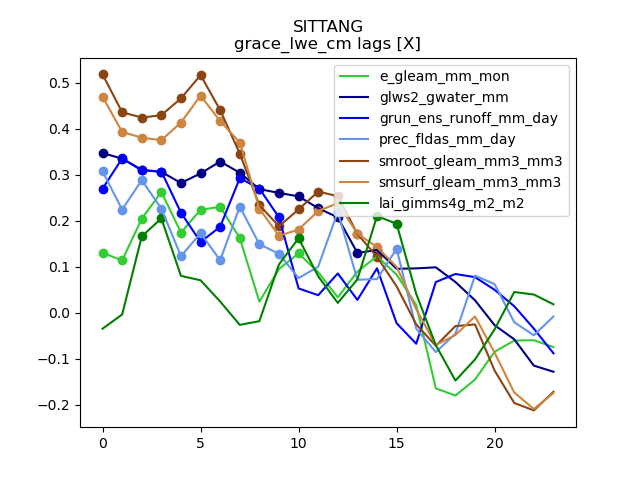 SITTANG
grace_lwe_cm lags [X]
e_gleam_mm_mon
glws2_gwater_mm
grun_ens_runoff_mm_day
prec_fldas_mm_day
smroot_gleam_mm3_mm3
smsurf_gleam_mm3_mm3
lai_gimms4g_m2_m2
0.5
0.4
0.3
0.2
0.1
0.0
−0.1
−0.2
0 5 10 15 20